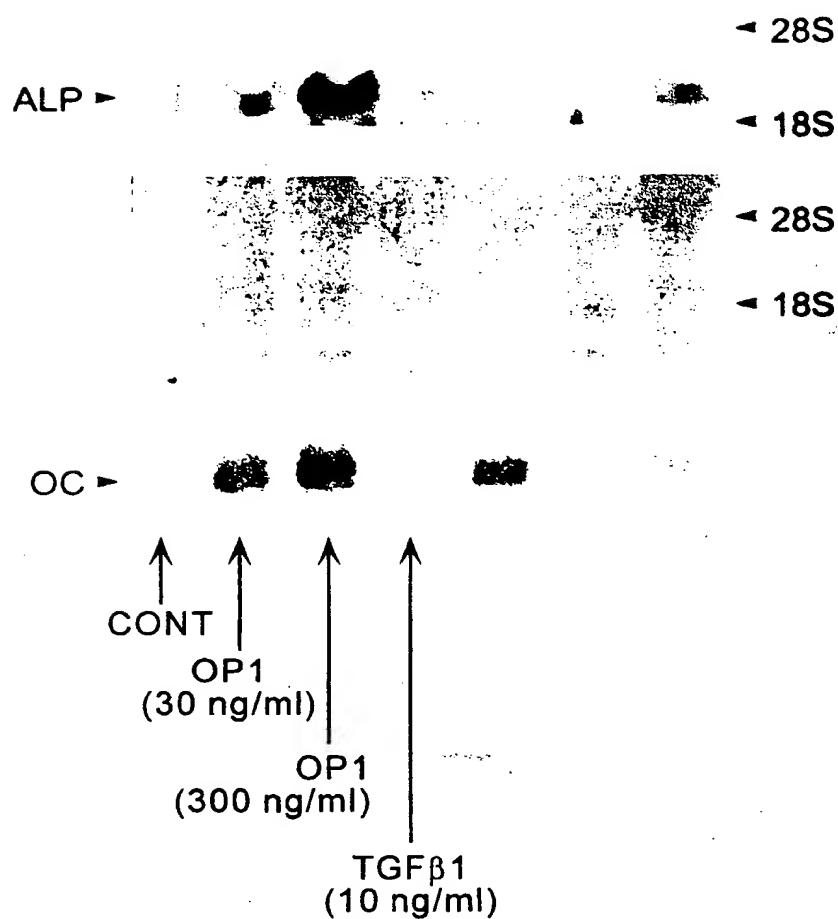 ◄ 28S
ALP ►
◄ 18S
◄ 28S
◄ 18S
OC ►
CONT
OP1
(30 ng/ml)
OP1
(300 ng/ml)
TGFβ1
(10 ng/ml)